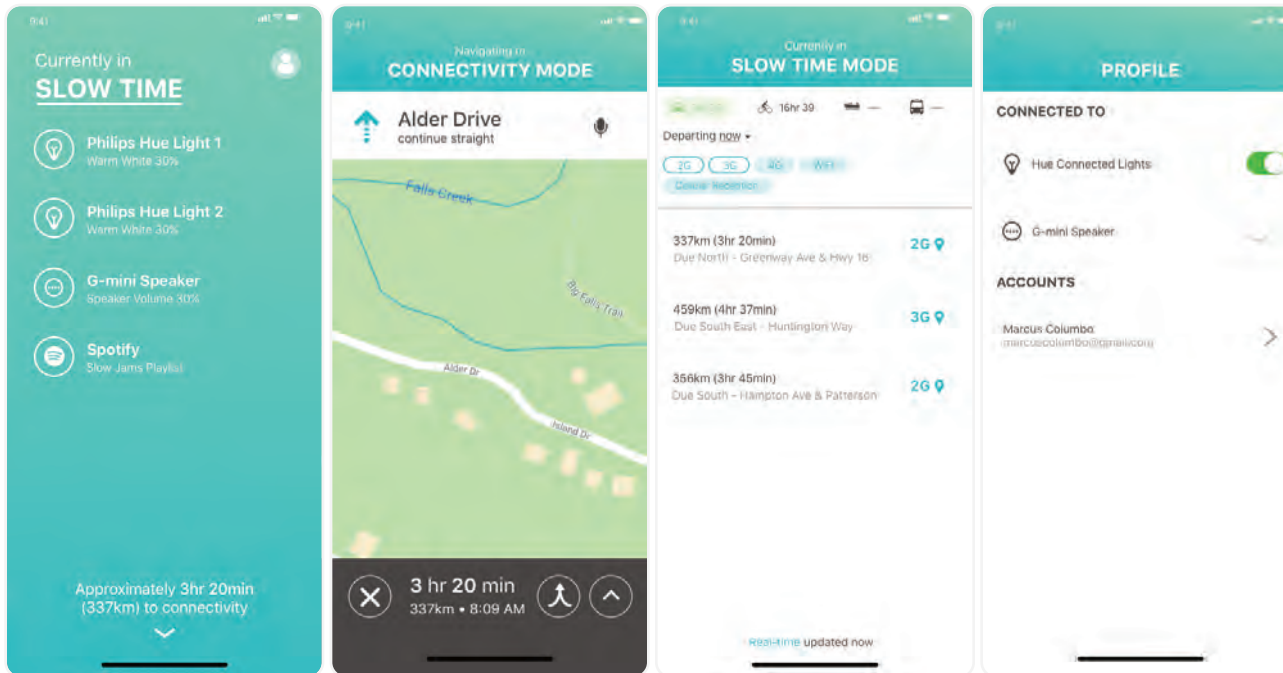 9:41
Currently in
SLOW TIME
Philips Hue Light 1
Warm White 30%
Philips Hue Light 2
Warm White 30%
G-mini Speaker
Speaker Volume 30%
Spotify
Slow Jams Playlist
Approximately 3hr 20min
(337km) to connectivity
9:41
Navigating in
CONNECTIVITY MODE
Alder Drive
continue straight
Falls Creek
Big Falls Trail
Alder Dr
Island Dr
3 hr 20 min
337km • 8:09 AM
9:41
Currently in
SLOW TIME MODE
16hr 39 — —
Departing now
2G 3G 4G WiFi
Cellular Reception
337km (3hr 20min)
2G
Due North - Greenway Ave & Hwy 16
459km (4hr 37min)
3G
Due South East - Huntington Way
356km (3hr 45min)
2G
Due South - Hampton Ave & Patterson
Real-time updated now
PROFILE
CONNECTED TO
Hue Connected Lights
G-mini Speaker
ACCOUNTS
Marcus Columbo